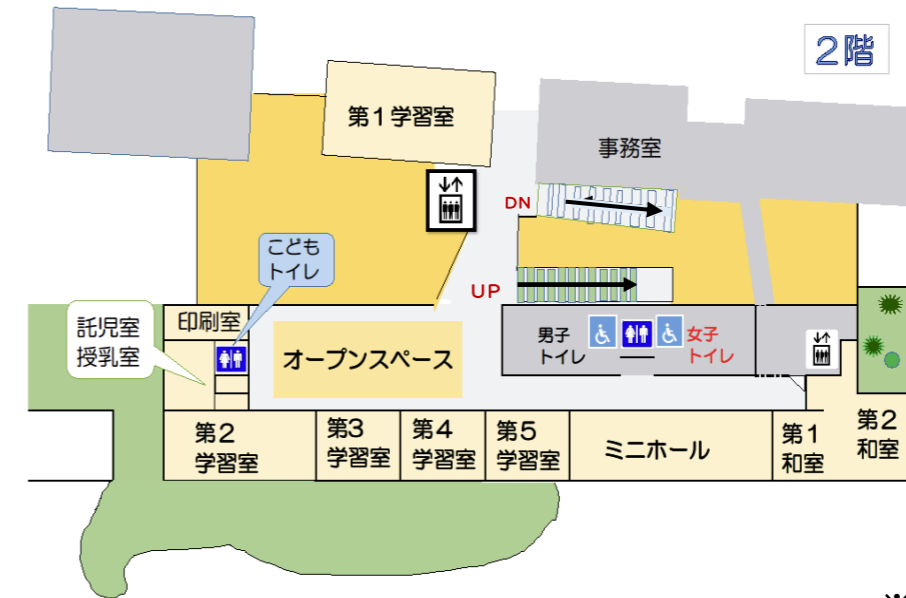 2階
第1学習室
事務室
DN
こども
トイレ
UP
託児室
授乳室
印刷室
オープンスペース
男子
トイレ
女子
トイレ
第2
学習室
第3
学習室
第4
学習室
第5
学習室
ミニホール
第1
和室
第2
和室